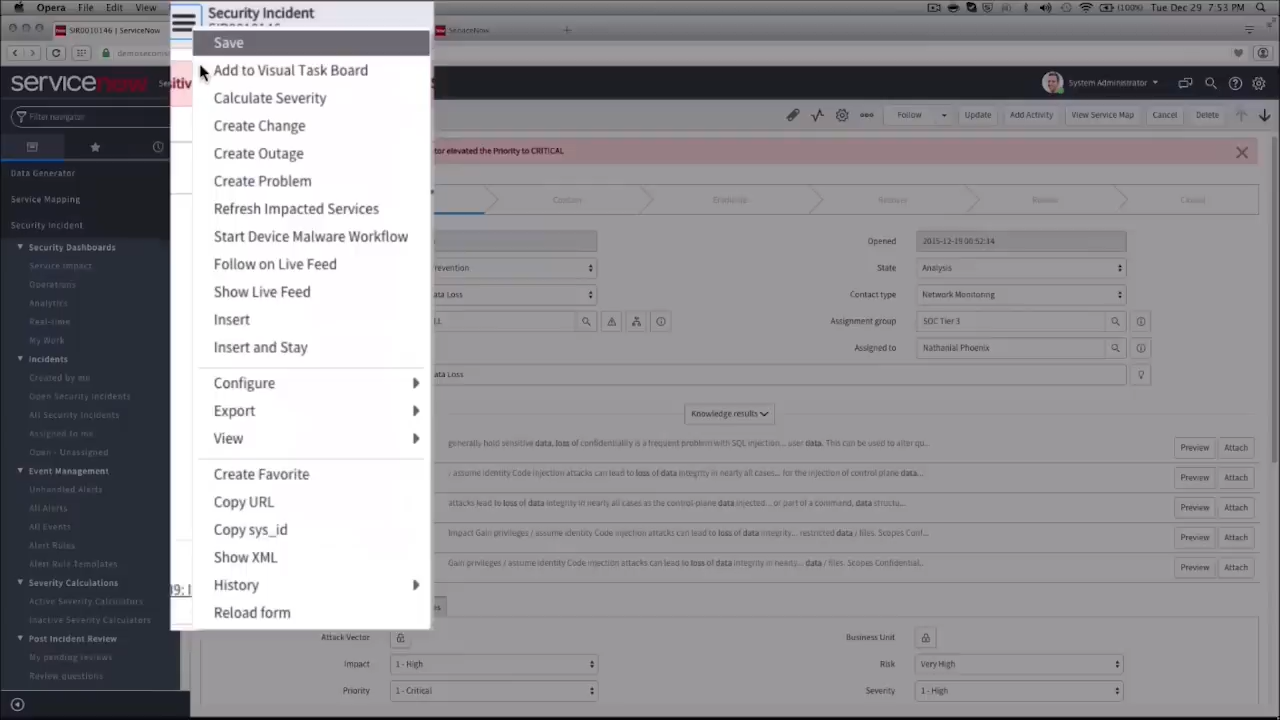 Opera File Edit View
(100%) Tue Dec 29 7:53 PM
SIR0010146 | ServiceNow
ServiceNow
Security Incident
servicenow
System Administrator
Filter navigator
Follow
Update
Add Activity
View Service Map
Cancel
Delete
tor elevated the Priority to CRITICAL
Data Generator
Service Mapping
Security Incident
Security Dashboards
Service Impact
Operations
Analytics
Real-time
My Work
Incidents
Created by me
Open Security Incidents
All Security Incidents
Assigned to me
Open - Unassigned
Event Management
Unhandled Alerts
All Alerts
All Events
Alert Rules
Alert Rule Templates
Severity Calculations
Active Severity Calculators
Inactive Severity Calculators
Post Incident Review
My pending reviews
Review questions
Save
Add to Visual Task Board
Calculate Severity
Create Change
Create Outage
Create Problem
Refresh Impacted Services
Start Device Malware Workflow
Follow on Live Feed
Show Live Feed
Insert
Insert and Stay
Configure
Export
View
Create Favorite
Copy URL
Copy sys_id
Show XML
History
Reload form
Contain
Eradicate
Recover
Review
Closed
Opened
State
Analysis
revention
Contact type
Network Monitoring
ata Loss
Assignment group
SOC Tier 3
Assigned to
Nathanial Phoenix
ata Loss
Knowledge results
generally hold sensitive data, loss of confidentiality is a frequent problem with SQL injection... user data. This can be used to alter qu...
Preview Attach
assume identity Code injection attacks can lead to loss of data integrity in nearly all cases... for the injection of control plane data...
Preview Attach
attacks lead to loss of data integrity in nearly all cases as the control-plane data injected... or part of a command, data structu...
Preview Attach
Impact Gain privileges / assume identity Code injection attacks can lead to loss of data integrity... restricted data / files. Scopes Conf...
Preview Attach
Gain privileges / assume identity Code injection attacks can lead to loss of data integrity in nearly... data / files. Scopes Confidential...
Preview Attach
Attack Vector
Business Unit
Impact
1 - High
Risk
Very High
Priority
1 - Critical
Severity
1 - High